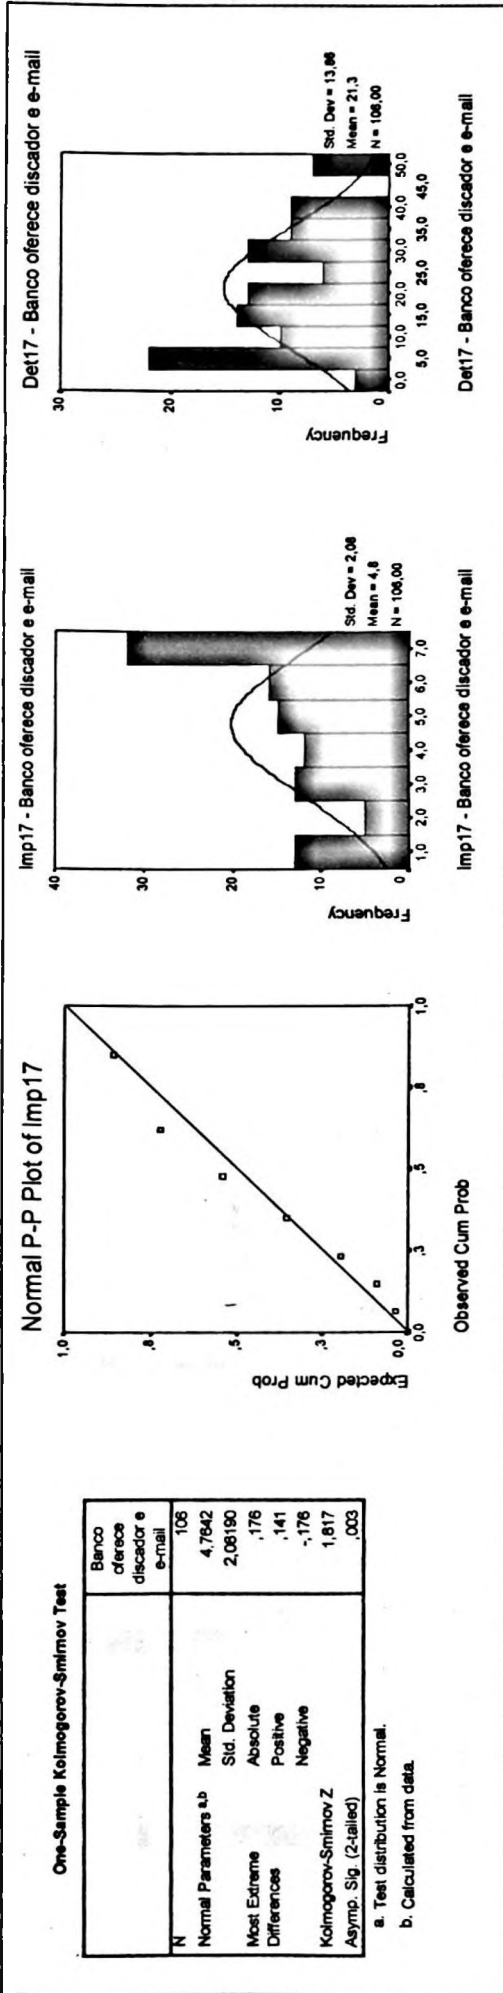 One-Sample Kolmogorov-Smirnov Test
Banco
oferece
discador e
e-mail
N 106
Normal Parameters a,b Mean 4,7642
Std. Deviation 2,06190
Most Extreme Absolute ,176
Differences Positive ,141
Negative -,176
Kolmogorov-Smirnov Z 1,817
Asymp. Sig. (2-tailed) ,003
a. Test distribution is Normal.
b. Calculated from data.
Normal P-P Plot of Imp17
Expected Cum Prob
1,0
,8
,5
,3
0,0
0,0 ,3 ,5 ,8 1,0
Observed Cum Prob
Imp17 - Banco oferece discador e e-mail
Frequency
40
30
20
10
0
1,0 2,0 3,0 4,0 5,0 6,0 7,0
Std. Dev = 2,06
Mean = 4,8
N = 106,00
Imp17 - Banco oferece discador e e-mail
Det17 - Banco oferece discador e e-mail
Frequency
30
20
10
0
0,0 5,0 10,0 15,0 20,0 25,0 30,0 35,0 40,0 45,0 50,0
Std. Dev = 13,86
Mean = 21,3
N = 106,00
Det17 - Banco oferece discador e e-mail